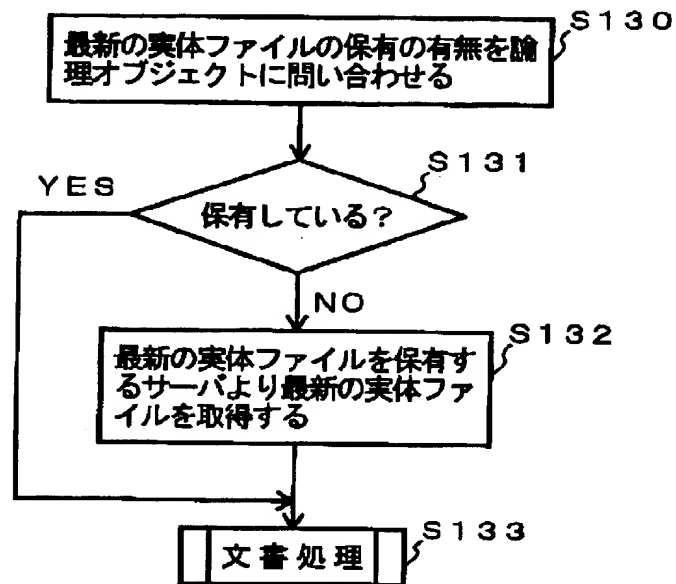 S130
最新の実体ファイルの保有の有無を論
理オブジェクトに問い合わせる
S131
YES
保有している?
NO
S132
最新の実体ファイルを保有す
るサーバより最新の実体ファ
イルを取得する
S133
文書処理